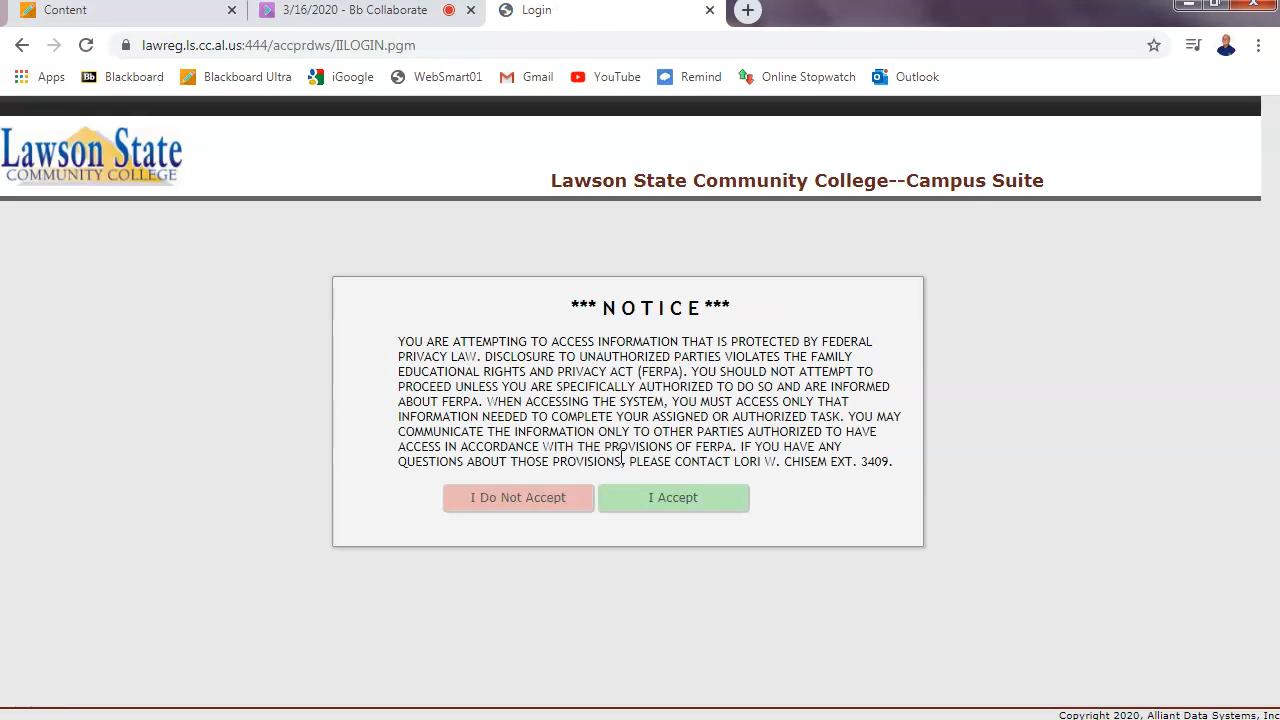 Content
3/16/2020 - Bb Collaborate
Login
lawreg.ls.cc.al.us:444/accprdws/IILOGIN.pgm
Apps
Bb Blackboard
Blackboard Ultra
iGoogle
WebSmart01
Gmail
YouTube
Remind
Online Stopwatch
Outlook
Lawson State
COMMUNITY COLLEGE
Lawson State Community College--Campus Suite
*** N O T I C E ***
YOU ARE ATTEMPTING TO ACCESS INFORMATION THAT IS PROTECTED BY FEDERAL
PRIVACY LAW. DISCLOSURE TO UNAUTHORIZED PARTIES VIOLATES THE FAMILY
EDUCATIONAL RIGHTS AND PRIVACY ACT (FERPA). YOU SHOULD NOT ATTEMPT TO
PROCEED UNLESS YOU ARE SPECIFICALLY AUTHORIZED TO DO SO AND ARE INFORMED
ABOUT FERPA. WHEN ACCESSING THE SYSTEM, YOU MUST ACCESS ONLY THAT
INFORMATION NEEDED TO COMPLETE YOUR ASSIGNED OR AUTHORIZED TASK. YOU MAY
COMMUNICATE THE INFORMATION ONLY TO OTHER PARTIES AUTHORIZED TO HAVE
ACCESS IN ACCORDANCE WITH THE PROVISIONS OF FERPA. IF YOU HAVE ANY
QUESTIONS ABOUT THOSE PROVISIONS, PLEASE CONTACT LORI W. CHISEM EXT. 3409.
I Do Not Accept
I Accept
Copyright 2020, Alliant Data Systems, Inc